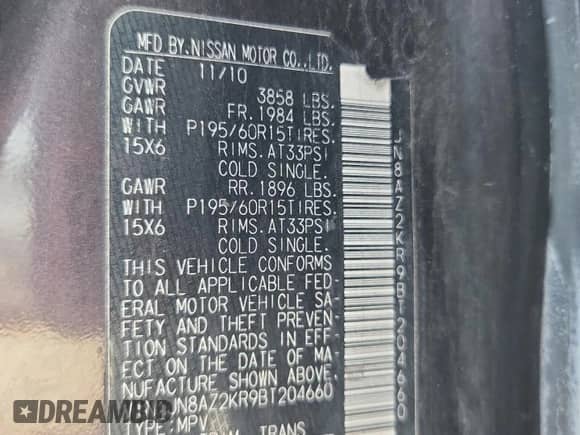 MFD BY.NISSAN MOTOR CO.,LTD.
DATE 11/10
GVWR 3858 LBS.
GAWR FR.1984 LBS.
WITH P195/60R15TIRES.
15X6 RIMS.AT33PSI
COLD SINGLE.
GAWR RR.1896 LBS.
WITH P195/60R15TIRES.
15X6 RIMS.AT33PSI
COLD SINGLE.
THIS VEHICLE CONFORMS
TO ALL APPLICABLE FED-
ERAL MOTOR VEHICLE SA-
FETY AND THEFT PREVEN-
TION STANDARDS IN EFF-
ECT ON THE DATE OF MA-
NUFACTURE SHOWN ABOVE.
JN8AZ2KR9BT204660
TYPE:MPV
TRIM TRANS
JN8AZ2KR9BT204660
DREAMBID